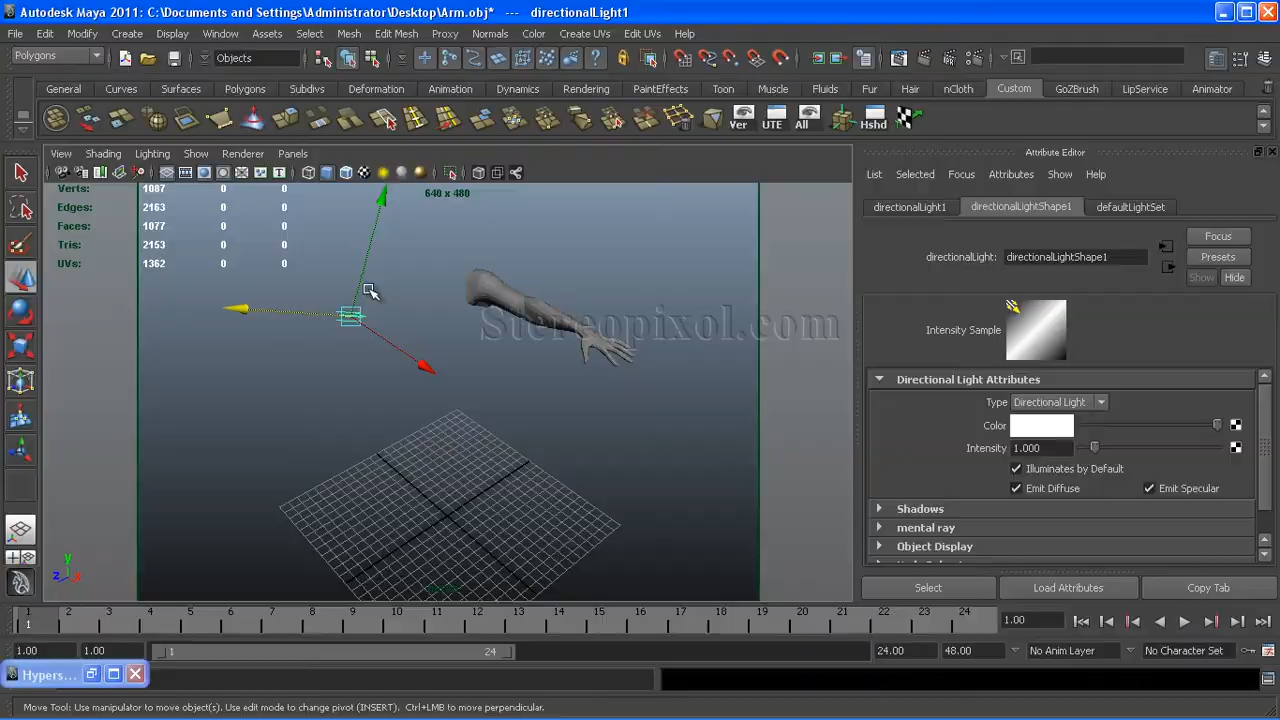 Autodesk Maya 2011: C:\Documents and Settings\Administrator\Desktop\Arm.obj* --- directionalLight1
File Edit Modify Create Display Window Assets Select Mesh Edit Mesh Proxy Normals Color Create UVs Edit UVs Help
Polygons Objects
General Curves Surfaces Polygons Subdivs Deformation Animation Dynamics Rendering PaintEffects Toon Muscle Fluids Fur Hair nCloth Custom GoZBrush LipService Animator
Ver UTE All Hshd
View Shading Lighting Show Renderer Panels
Attribute Editor
List Selected Focus Attributes Show Help
Verts: 1087 0 0
640 x 480
Edges: 2163 0 0
Faces: 1077 0 0
Tris: 2153 0 0
UVs: 1362 0 0
directionalLight1 directionalLightShape1 defaultLightSet
directionalLight: directionalLightShape1
Focus
Presets
Show Hide
Stereopixol.com
Intensity Sample
Directional Light Attributes
Type Directional Light
Color
Intensity 1.000
Illuminates by Default
Emit Diffuse Emit Specular
Shadows
mental ray
Object Display
Select Load Attributes Copy Tab
y
z x
1 2 3 4 5 6 7 8 9 10 11 12 13 14 15 16 17 18 19 20 21 22 23 24
1
1.00
1.00 1.00 1 24 24.00 48.00 No Anim Layer No Character Set
Hypers...
Move Tool: Use manipulator to move object(s). Use edit mode to change pivot (INSERT). Ctrl+LMB to move perpendicular.